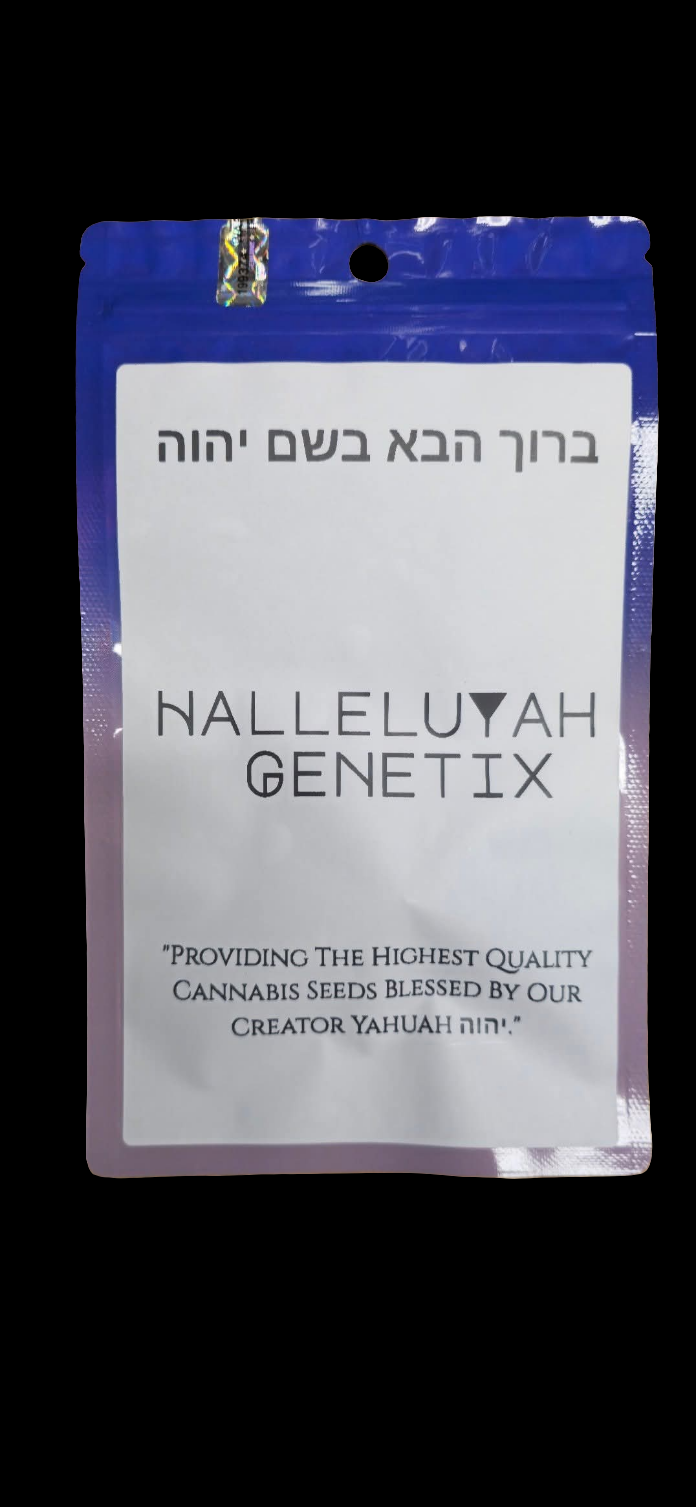 ברוך הבא בשם יהוה
HALLELUYAH
GENETIX
"PROVIDING THE HIGHEST QUALITY
CANNABIS SEEDS BLESSED BY OUR
CREATOR YAHUAH יהוה."